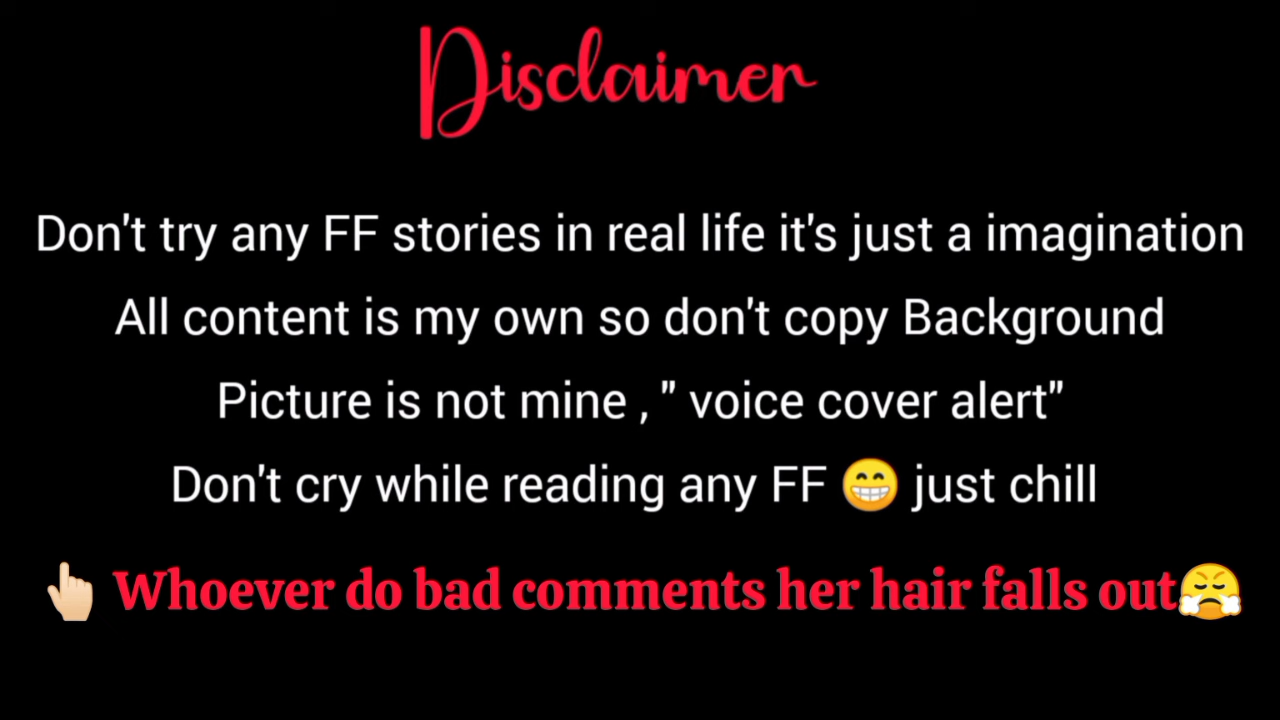 Disclaimer
Don't try any FF stories in real life it's just a imagination
All content is my own so don't copy Background
Picture is not mine , " voice cover alert"
Don't cry while reading any FF 😁 just chill
👆🏻 Whoever do bad comments her hair falls out😤